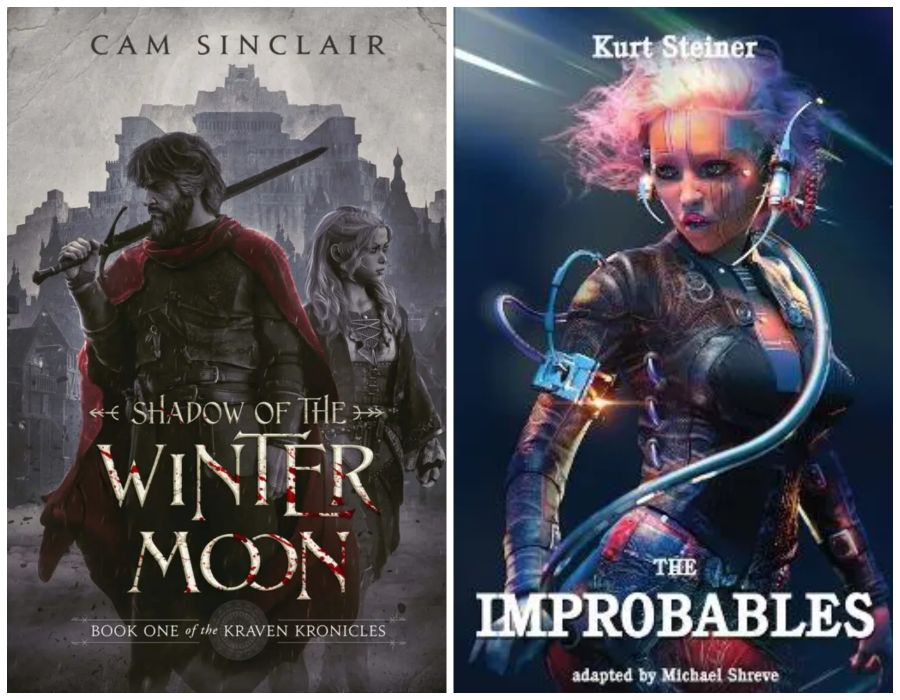 CAM SINCLAIR
SHADOW OF THE
WINTER
MOON
BOOK ONE of the KRAVEN KRONICLES
Kurt Steiner
THE
IMPROBABLES
adapted by Michael Shreve